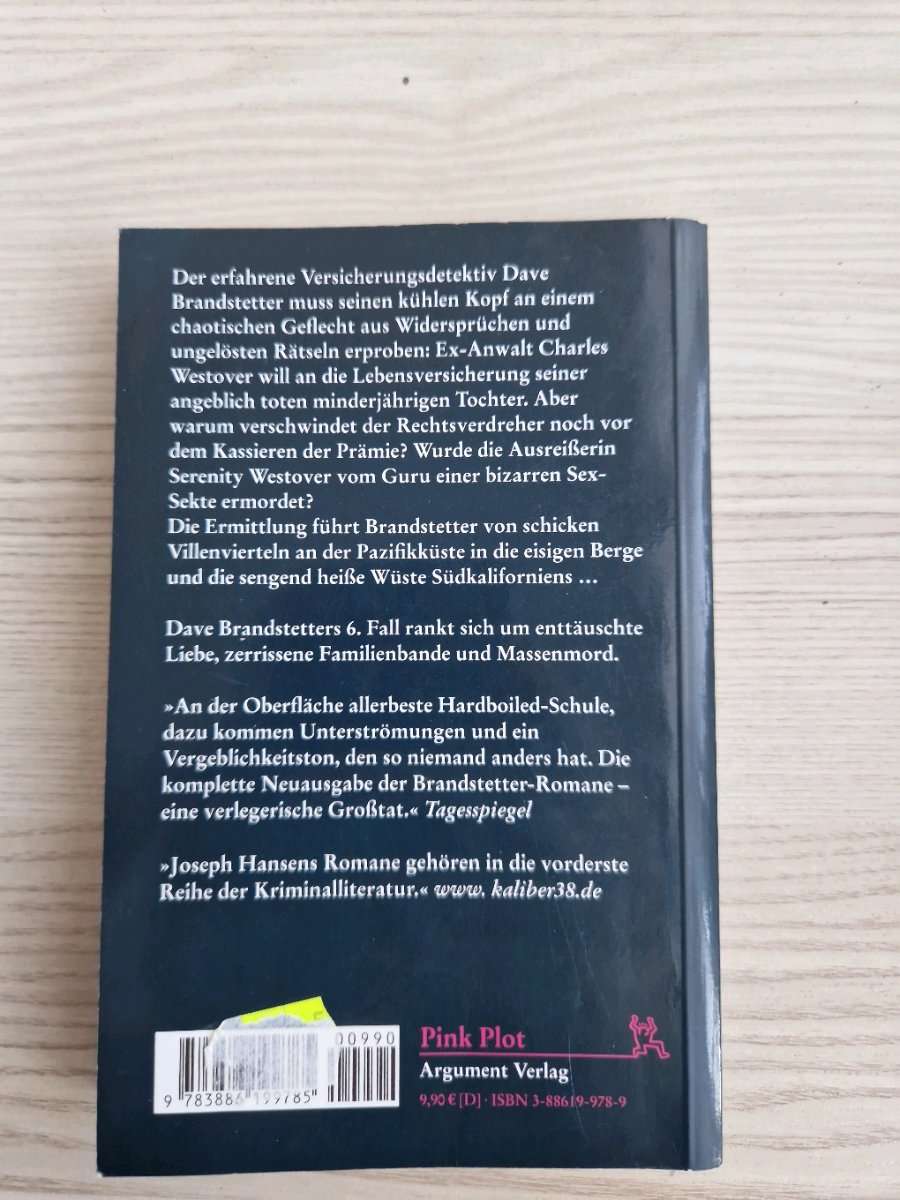 Der erfahrene Versicherungsdetektiv Dave
Brandstetter muss seinen kühlen Kopf an einem
chaotischen Geflecht aus Widersprüchen und
ungelösten Rätseln erproben: Ex-Anwalt Charles
Westover will an die Lebensversicherung seiner
angeblich toten minderjährigen Tochter. Aber
warum verschwindet der Rechtsverdreher noch vor
dem Kassieren der Prämie? Wurde die Ausreißerin
Serenity Westover vom Guru einer bizarren Sex-
Sekte ermordet?
Die Ermittlung führt Brandstetter von schicken
Villenvierteln an der Pazifikküste in die eisigen Berge
und die sengend heiße Wüste Südkaliforniens ...
Dave Brandstetters 6. Fall rankt sich um enttäuschte
Liebe, zerrissene Familienbande und Massenmord.
»An der Oberfläche allerbeste Hardboiled-Schule,
dazu kommen Unterströmungen und ein
Vergeblichkeitston, den so niemand anders hat. Die
komplette Neuausgabe der Brandstetter-Romane –
eine verlegerische Großtat.« Tagesspiegel
»Joseph Hansens Romane gehören in die vorderste
Reihe der Kriminalliteratur.« www. kaliber38.de
00990
9 783886 199785
Pink Plot
Argument Verlag
9,90 € [D] · ISBN 3-88619-978-9